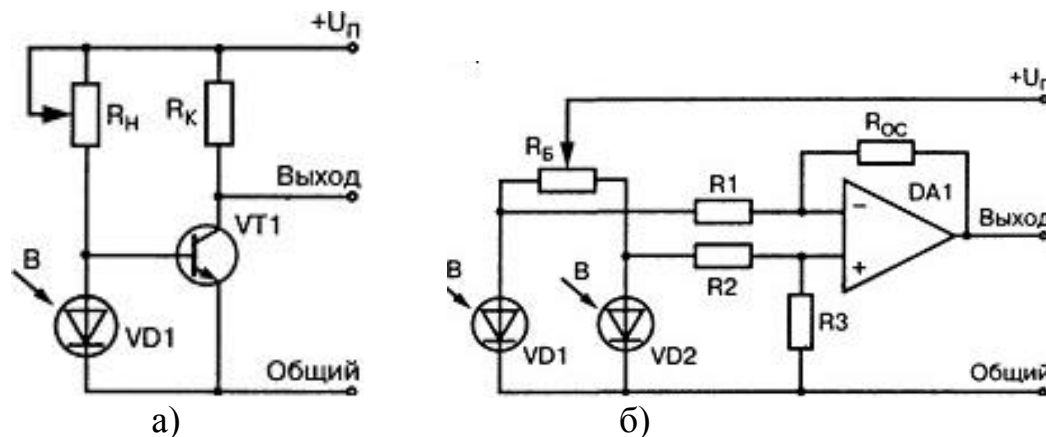 +Uп
Rн
Rк
Выход
VT1
B
VD1
Общий
а)
+Uп
RБ
Rос
R1
DA1
−
Выход
B
B
R2
+
R3
VD1
VD2
Общий
б)